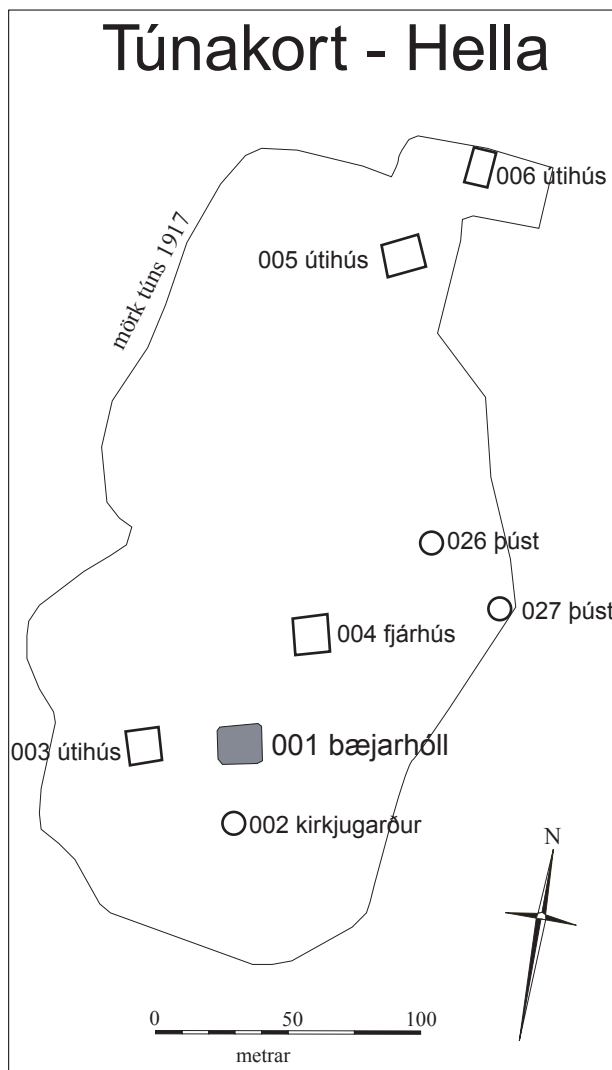 Túnakort - Hella
006 útihús
mörk túns 1917
005 útihús
026 þúst
027 þúst
004 fjárhús
003 útihús
001 bæjarhóll
002 kirkjugarður
N
0 50 100
metrar